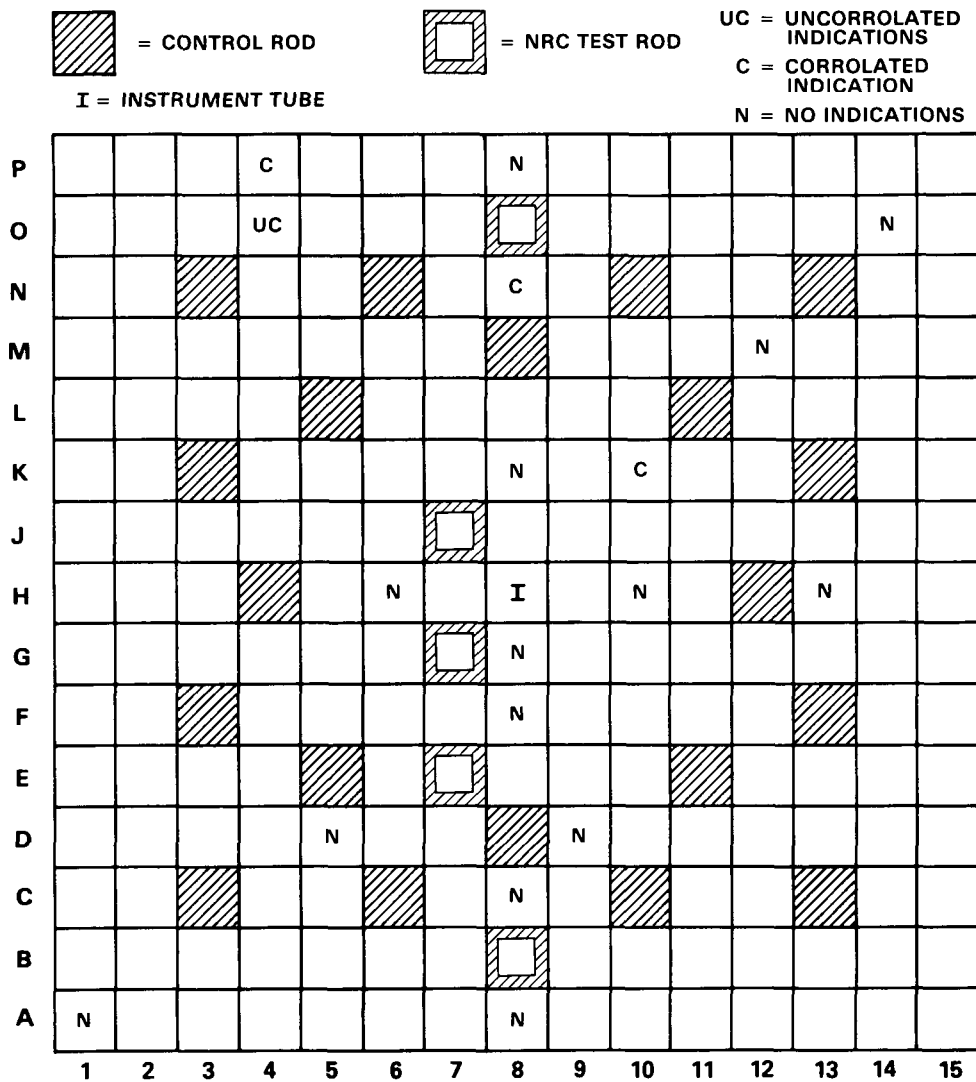 = CONTROL ROD
= NRC TEST ROD
UC = UNCORROLATED
INDICATIONS
C = CORROLATED
INDICATION
I = INSTRUMENT TUBE
N = NO INDICATIONS
P C N
O UC N
N C
M N
L
K N C
J
H N I N N
G N
F N
E
D N N
C N
B
A N N
1 2 3 4 5 6 7 8 9 10 11 12 13 14 15